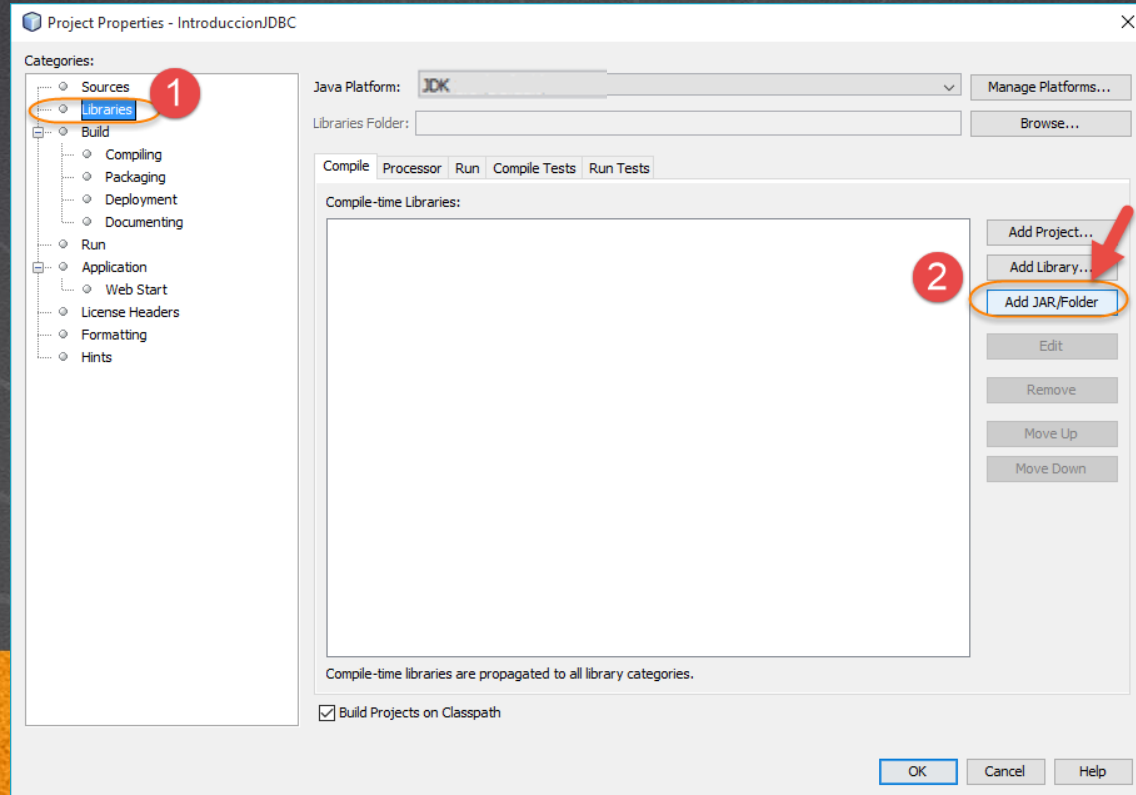 Project Properties - IntroduccionJDBC
Categories:
Sources
1
Libraries
Build
Compiling
Packaging
Deployment
Documenting
Run
Application
Web Start
License Headers
Formatting
Hints
Java Platform: JDK Manage Platforms...
Libraries Folder: Browse...
Compile Processor Run Compile Tests Run Tests
Compile-time Libraries:
Add Project...
Add Library...
2
Add JAR/Folder
Edit
Remove
Move Up
Move Down
Compile-time libraries are propagated to all library categories.
Build Projects on Classpath
OK Cancel Help